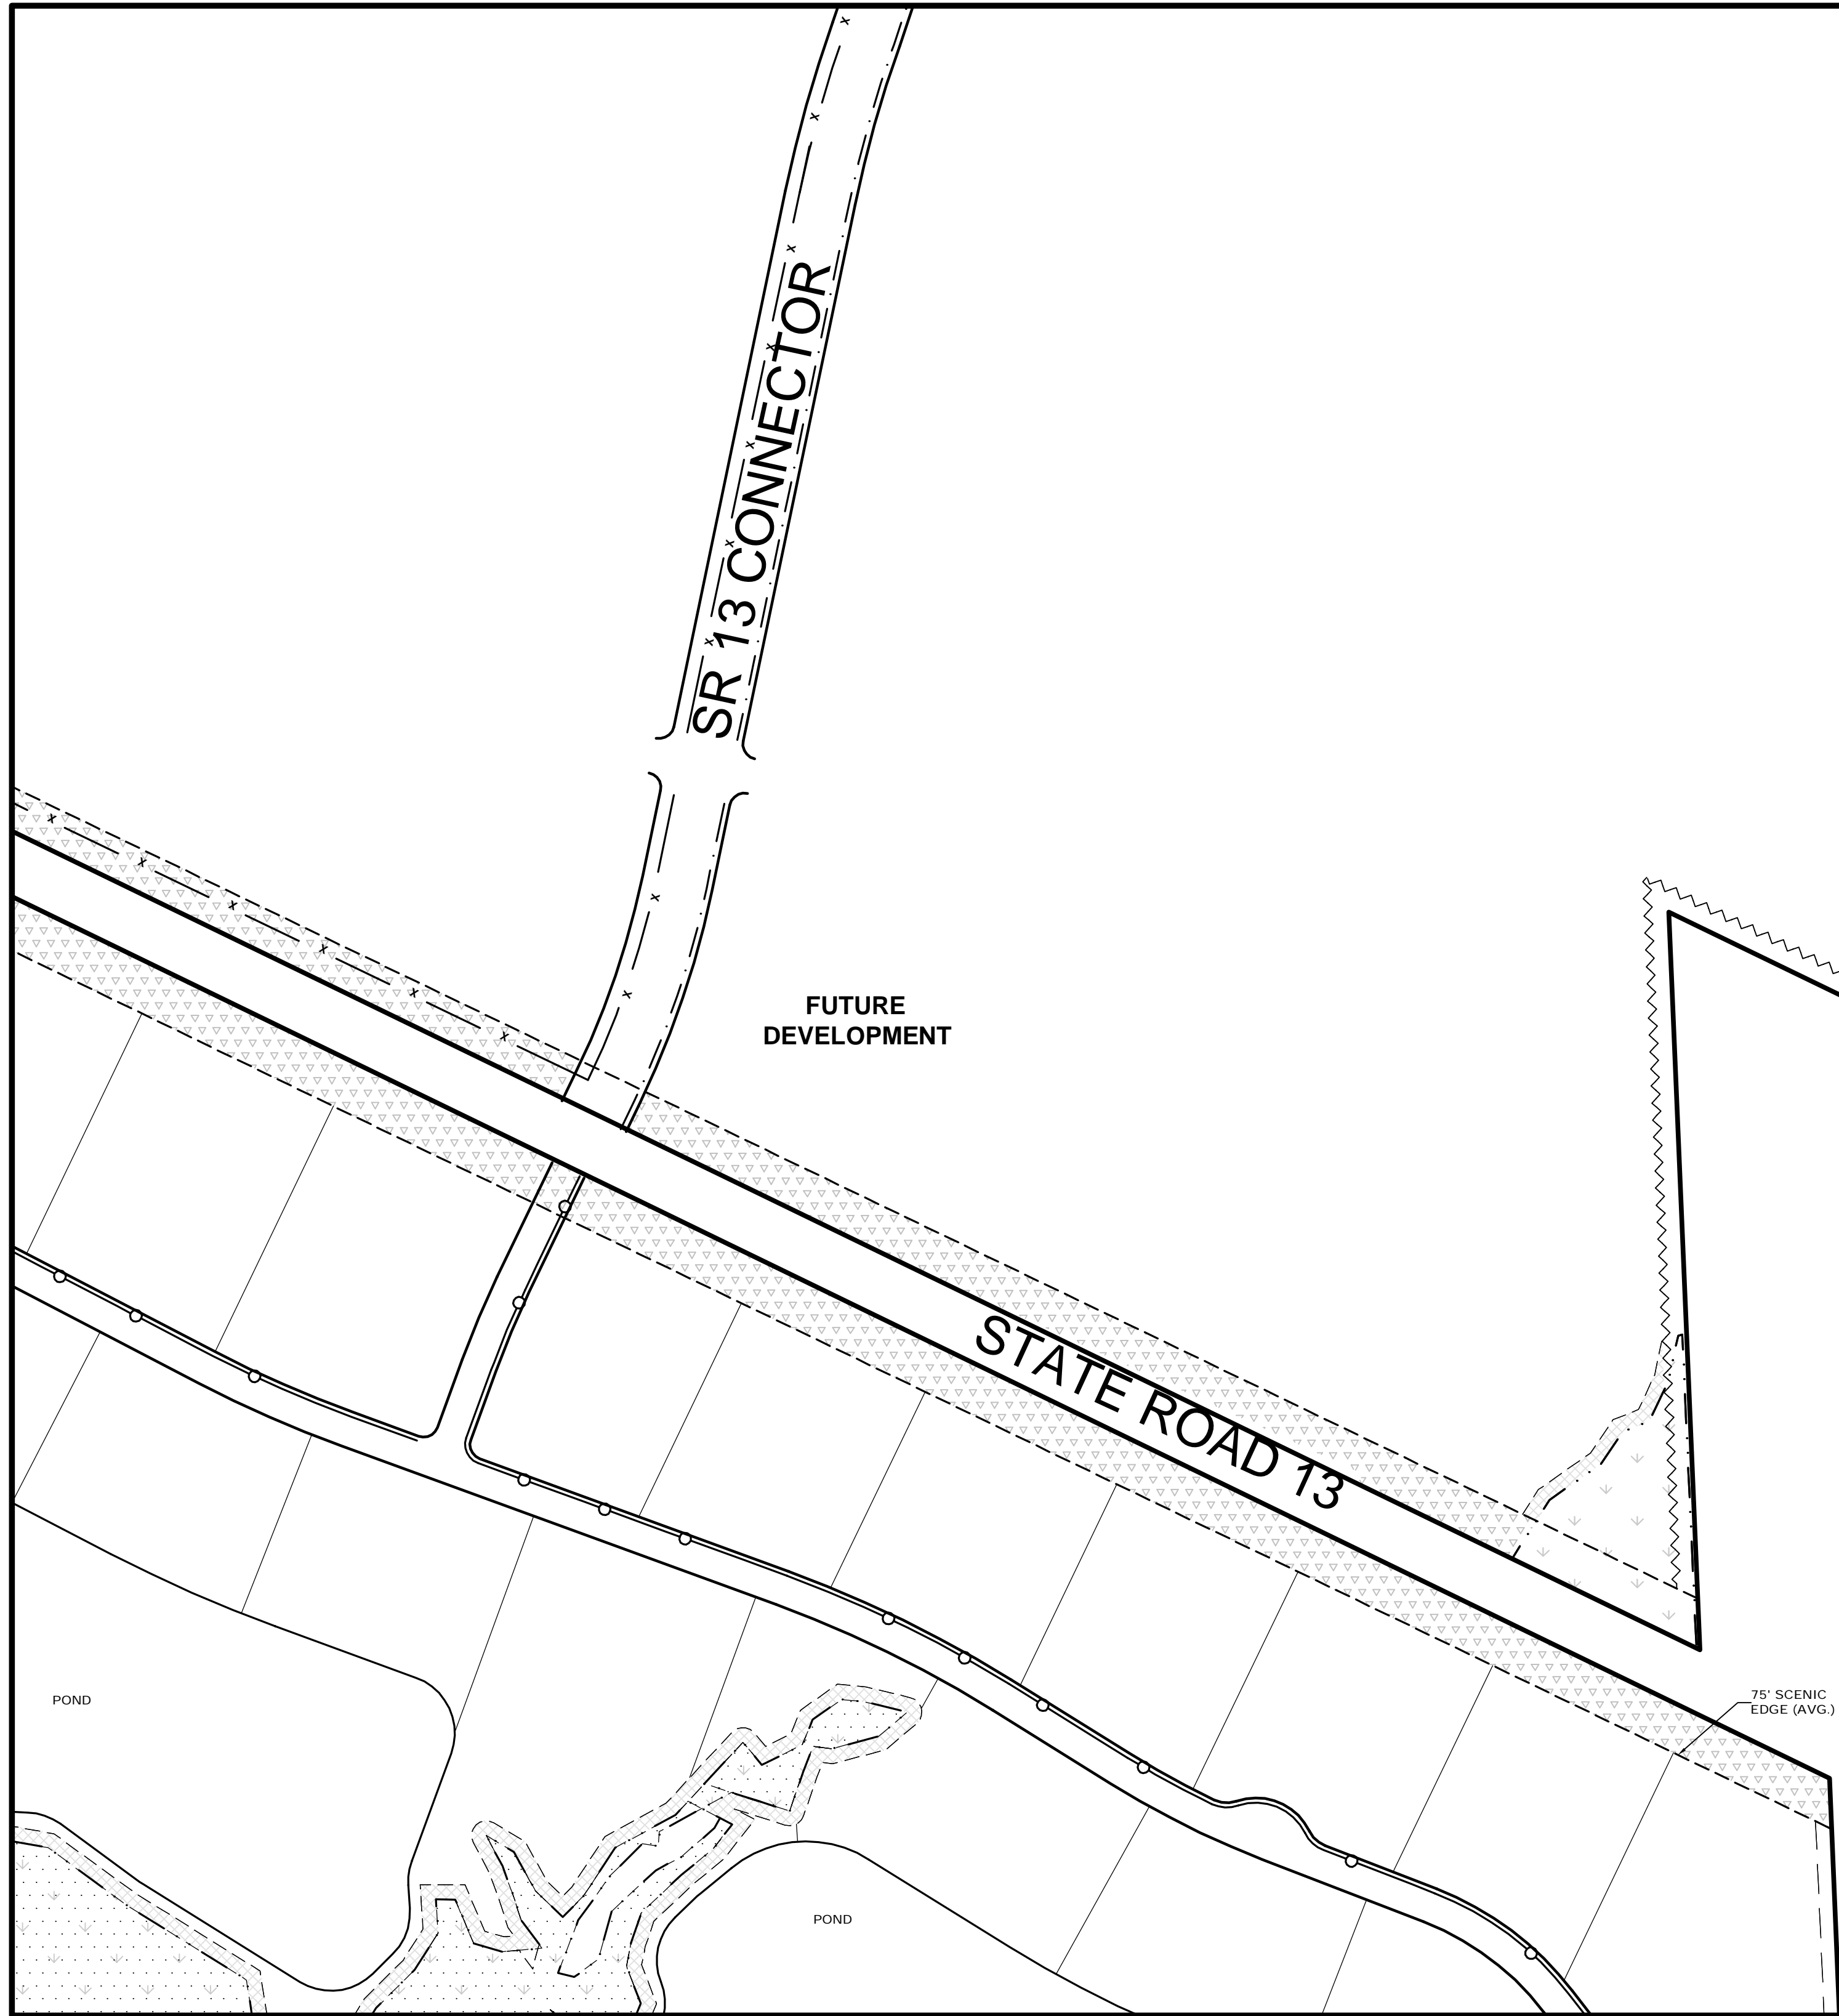 SR 13 CONNECTOR
FUTURE
DEVELOPMENT
STATE ROAD 13
75' SCENIC
EDGE (AVG.)
POND
POND